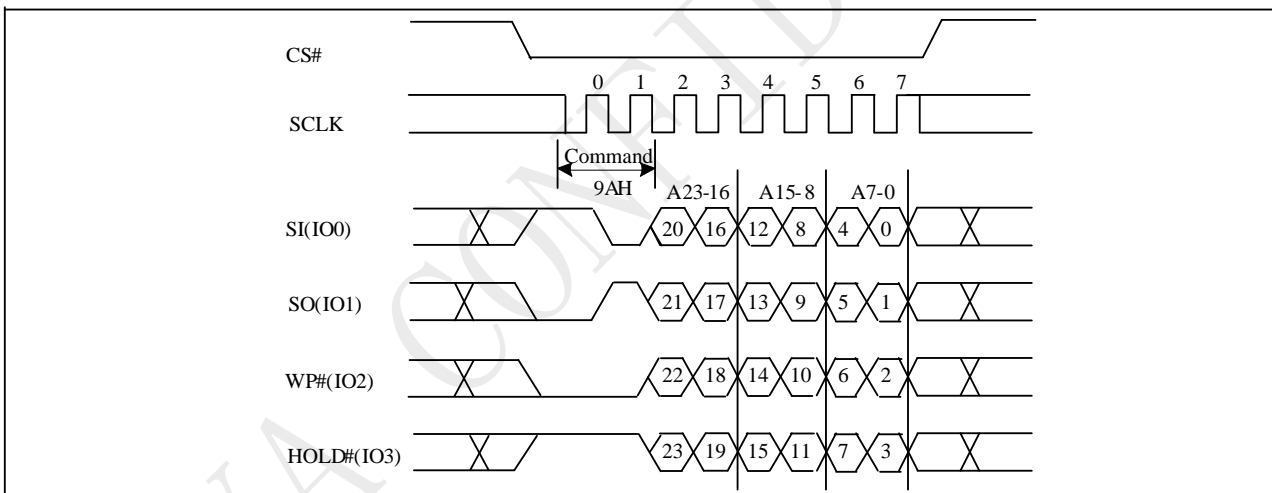 CS#
0 1 2 3 4 5 6 7
SCLK
Command
9AH
A23-16 A15-8 A7-0
SI(IO0) 20 16 12 8 4 0
SO(IO1) 21 17 13 9 5 1
WP#(IO2) 22 18 14 10 6 2
HOLD#(IO3) 23 19 15 11 7 3